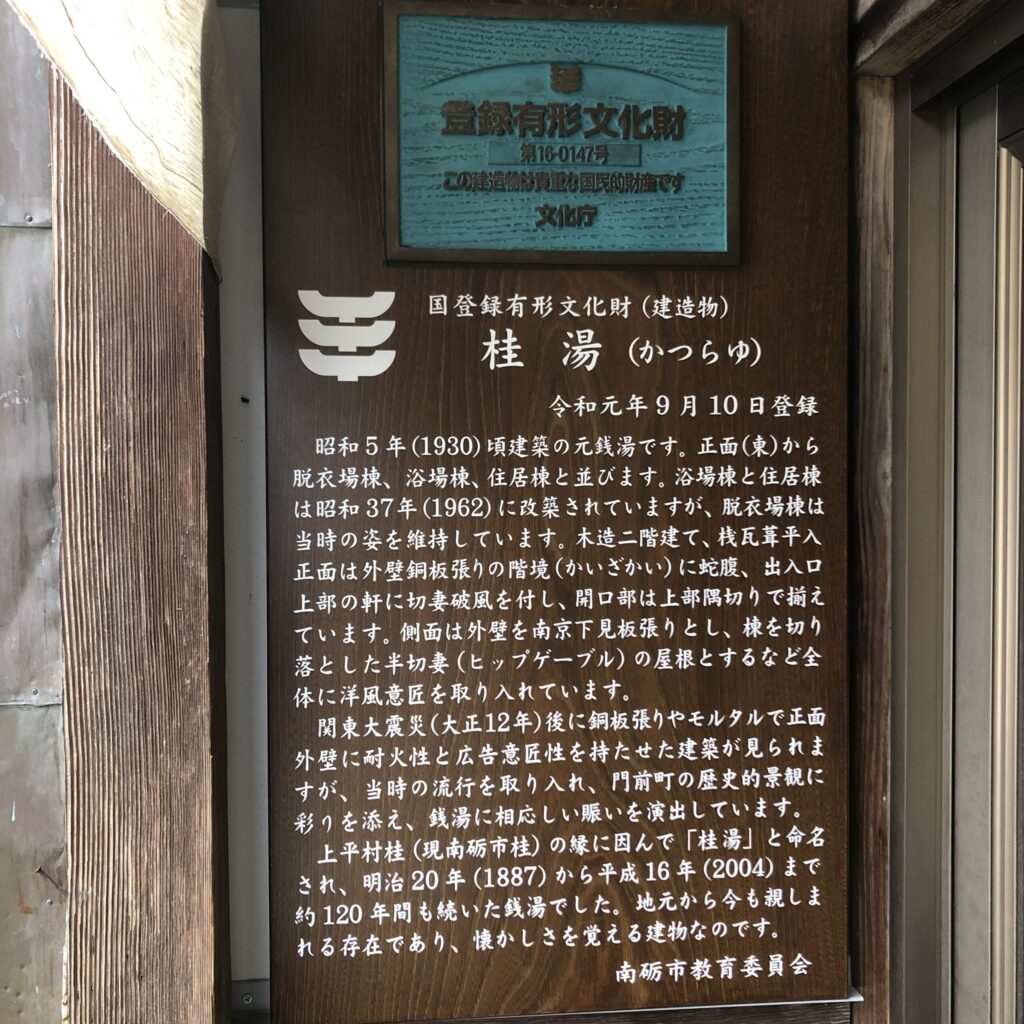 登録有形文化財
第16-0147号
この建造物は貴重な国民的財産です
文化庁
国登録有形文化財(建造物)
桂湯(かつらゆ)
令和元年9月10日登録
昭和5年(1930)頃建築の元銭湯です。正面(東)から
脱衣場棟、浴場棟、住居棟と並びます。浴場棟と住居棟
は昭和37年(1962)に改築されていますが、脱衣場棟は
当時の姿を維持しています。木造二階建て、桟瓦葺平入
正面は外壁銅板張りの階境(かいざかい)に蛇腹、出入口
上部の軒に切妻破風を付し、開口部は上部隅切りで揃え
ています。側面は外壁を南京下見板張りとし、棟を切り
落とした半切妻(ヒップゲーブル)の屋根とするなど全
体に洋風意匠を取り入れています。
関東大震災(大正12年)後に銅板張りやモルタルで正面
外壁に耐火性と広告意匠性を持たせた建築が見られま
すが、当時の流行を取り入れ、門前町の歴史的景観に
彩りを添え、銭湯に相応しい賑いを演出しています。
上平村桂(現南砺市桂)の縁に因んで「桂湯」と命名
され、明治20年(1887)から平成16年(2004)まで
約120年間も続いた銭湯でした。地元から今も親しま
れる存在であり、懐かしさを覚える建物なのです。
南砺市教育委員会